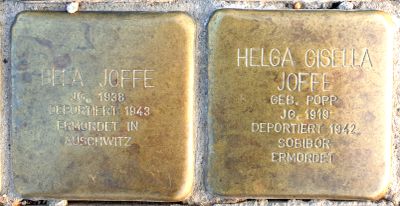 BELA JOFFE
JG. 1938
DEPORTIERT 1943
ERMORDET IN
AUSCHWITZ
HELGA GISELLA
JOFFE
GEB. POPP
JG. 1919
DEPORTIERT 1942
SOBIBOR
ERMORDET